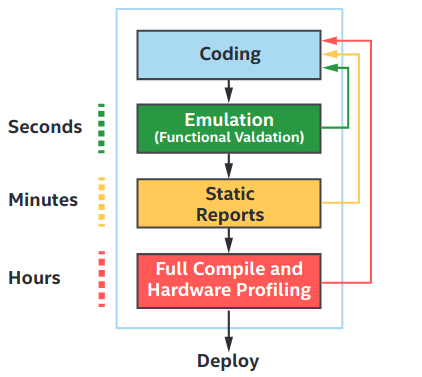 Coding
Seconds
Emulation
(Functional Valdation)
Minutes
Static
Reports
Hours
Full Compile and
Hardware Profiling
Deploy